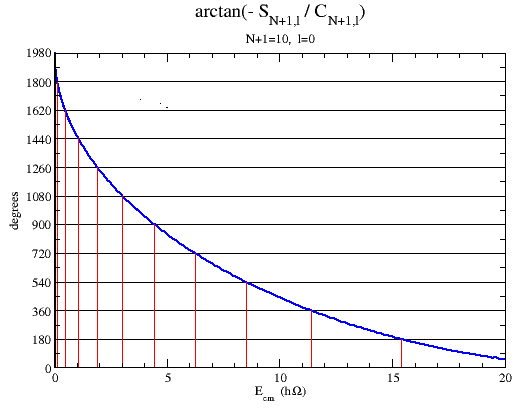 arctan(- S_N+1,l / C_N+1,l)
N+1=10, l=0
1980
1800
1620
1440
1260
1080
900
720
540
360
180
0
degrees
0 5 10 15 20
E_cm (hΩ)